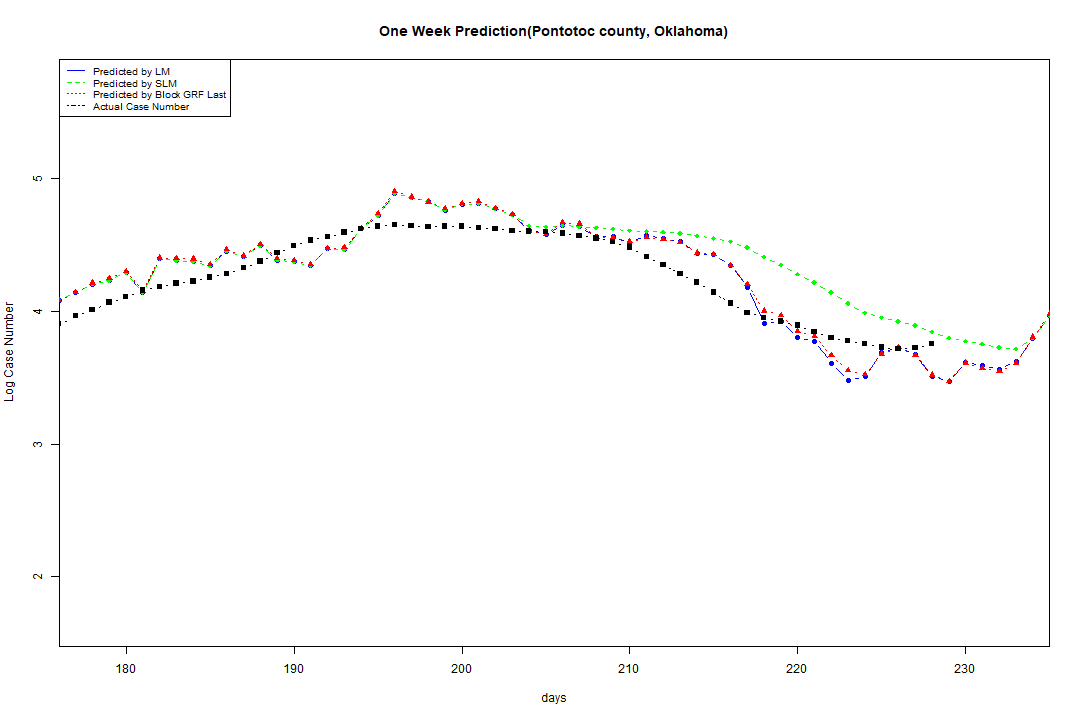 One Week Prediction(Pontotoc county, Oklahoma)
Predicted by LM
Predicted by SLM
Predicted by Block GRF Last
Actual Case Number
5
4
3
2
Log Case Number
180 190 200 210 220 230
days